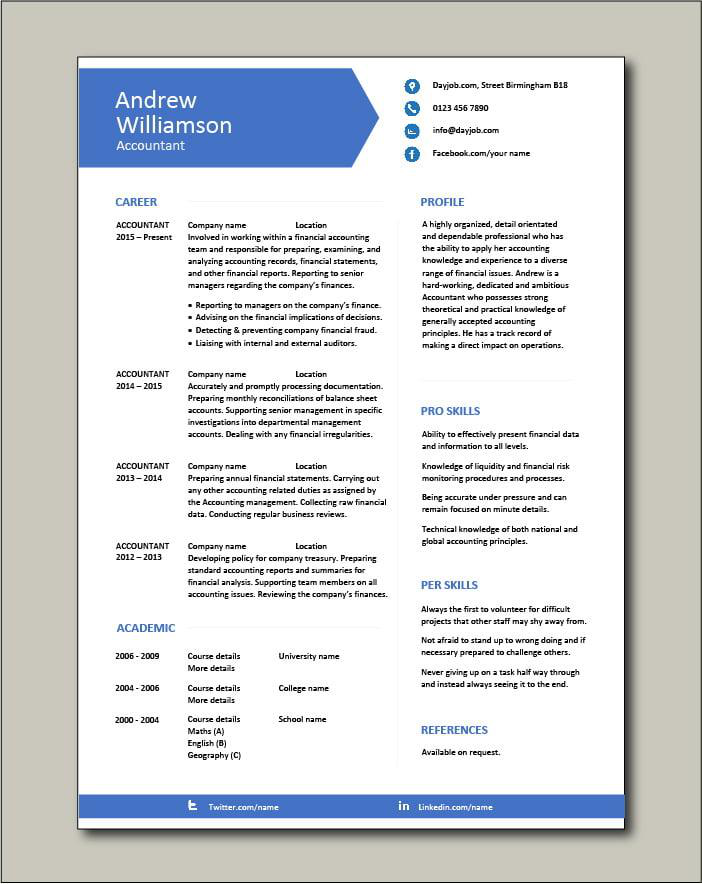 Andrew
Williamson
Accountant
Dayjob.com, Street Birmingham B18
0123 456 7890
info@dayjob.com
Facebook.com/your name
CAREER
ACCOUNTANT Company name Location
2015 – Present
Involved in working within a financial accounting
team and responsible for preparing, examining, and
analyzing accounting records, financial statements,
and other financial reports. Reporting to senior
managers regarding the company's finances.
• Reporting to managers on the company's finance.
• Advising on the financial implications of decisions.
• Detecting & preventing company financial fraud.
• Liaising with internal and external auditors.
ACCOUNTANT Company name Location
2014 – 2015
Accurately and promptly processing documentation.
Preparing monthly reconciliations of balance sheet
accounts. Supporting senior management in specific
investigations into departmental management
accounts. Dealing with any financial irregularities.
ACCOUNTANT Company name Location
2013 – 2014
Preparing annual financial statements. Carrying out
any other accounting related duties as assigned by
the Accounting management. Collecting raw financial
data. Conducting regular business reviews.
ACCOUNTANT Company name Location
2012 – 2013
Developing policy for company treasury. Preparing
standard accounting reports and summaries for
financial analysis. Supporting team members on all
accounting issues. Reviewing the company's finances.
ACADEMIC
2006 - 2009 Course details University name
More details
2004 - 2006 Course details College name
More details
2000 - 2004 Course details School name
Maths (A)
English (B)
Geography (C)
PROFILE
A highly organized, detail orientated
and dependable professional who has
the ability to apply her accounting
knowledge and experience to a diverse
range of financial issues. Andrew is a
hard-working, dedicated and ambitious
Accountant who possesses strong
theoretical and practical knowledge of
generally accepted accounting
principles. He has a track record of
making a direct impact on operations.
PRO SKILLS
Ability to effectively present financial data
and information to all levels.
Knowledge of liquidity and financial risk
monitoring procedures and processes.
Being accurate under pressure and can
remain focused on minute details.
Technical knowledge of both national and
global accounting principles.
PER SKILLS
Always the first to volunteer for difficult
projects that other staff may shy away from.
Not afraid to stand up to wrong doing and if
necessary prepared to challenge others.
Never giving up on a task half way through
and instead always seeing it to the end.
REFERENCES
Available on request.
Twitter.com/name
in Linkedin.com/name